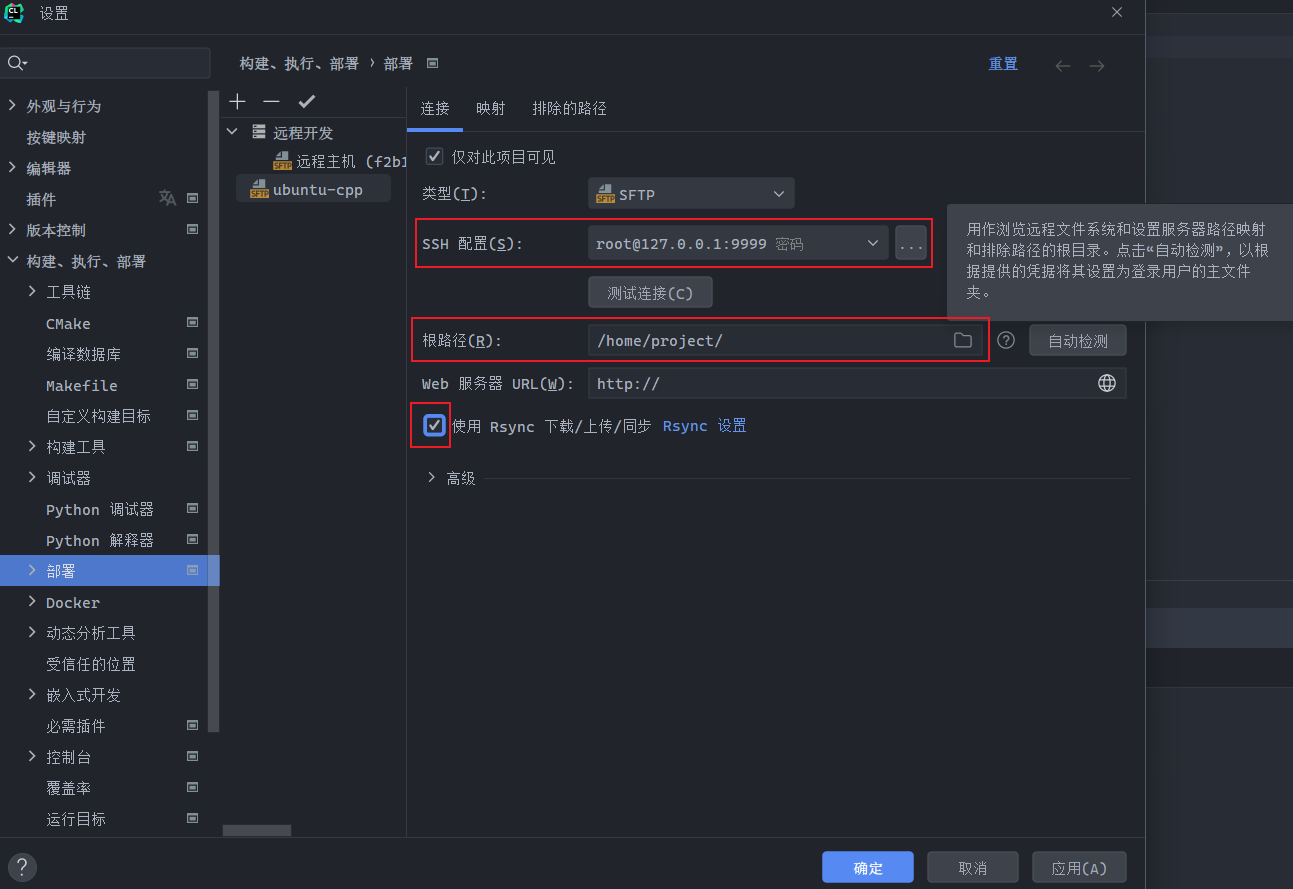 CL 设置
构建、执行、部署 › 部署
重置
外观与行为
按键映射
编辑器
插件
版本控制
构建、执行、部署
工具链
CMake
编译数据库
Makefile
自定义构建目标
构建工具
调试器
Python 调试器
Python 解释器
部署
Docker
动态分析工具
受信任的位置
嵌入式开发
必需插件
控制台
覆盖率
运行目标
远程开发
SFTP 远程主机 (f2b1
SFTP ubuntu-cpp
连接 映射 排除的路径
仅对此项目可见
类型(T): SFTP SFTP
SSH 配置(S): root@127.0.0.1:9999 密码 ...
测试连接(C)
根路径(R): /home/project/ 自动检测
Web 服务器 URL(W): http://
使用 Rsync 下载/上传/同步 Rsync 设置
高级
用作浏览远程文件系统和设置服务器路径映射
和排除路径的根目录。点击“自动检测”，以根
据提供的凭据将其设置为登录用户的主文件
夹。
? 确定 取消 应用(A)